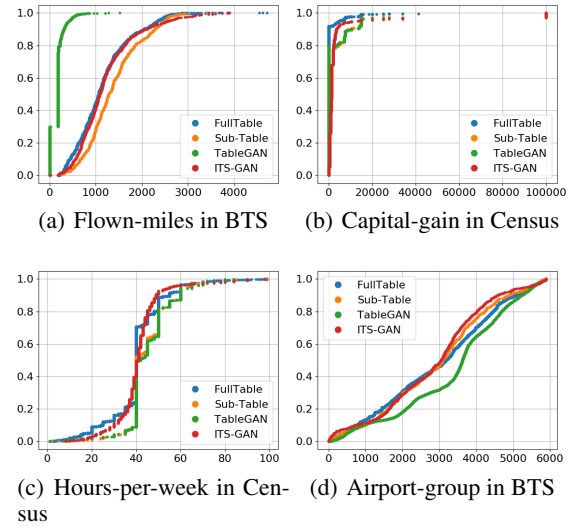 1.0
0.8
0.6
0.4
0.2
0.0
FullTable
Sub-Table
TableGAN
ITS-GAN
0 1000 2000 3000 4000
(a) Flown-miles in BTS
1.0
0.8
0.6
0.4
0.2
0.0
FullTable
Sub-Table
TableGAN
ITS-GAN
0 20000 40000 60000 80000 100000
(b) Capital-gain in Census
1.0
0.8
0.6
0.4
0.2
0.0
FullTable
Sub-Table
TableGAN
ITS-GAN
0 20 40 60 80 100
(c) Hours-per-week in Cen-
sus
1.0
0.8
0.6
0.4
0.2
0.0
FullTable
Sub-Table
TableGAN
ITS-GAN
0 1000 2000 3000 4000 5000 6000
(d) Airport-group in BTS